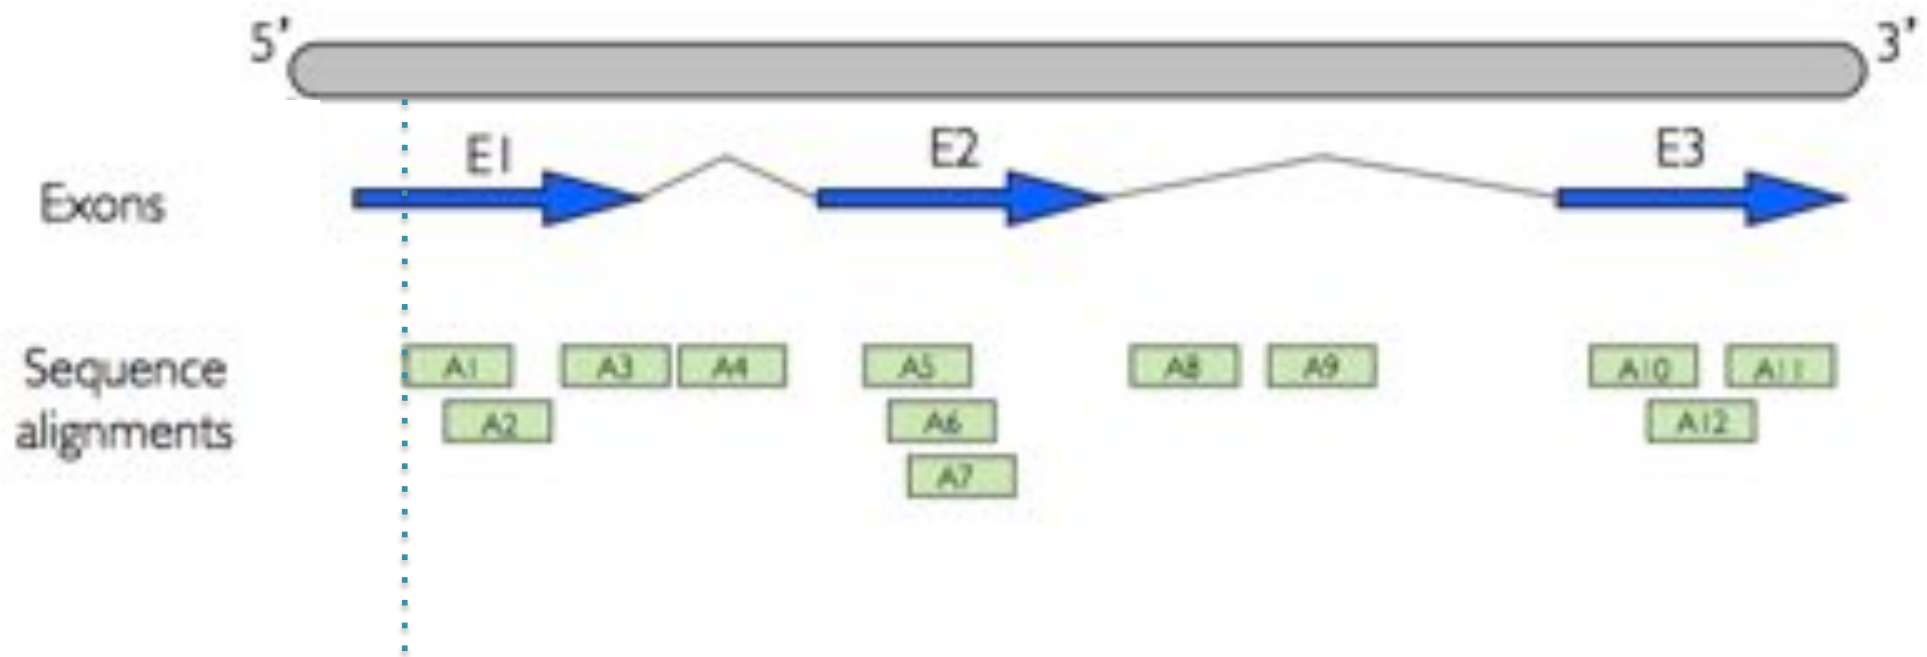 5' 3'
E1 E2 E3
Exons
Sequence alignments
A1 A3 A4 A5 A8 A9 A10 A11
A2 A6 A12
A7